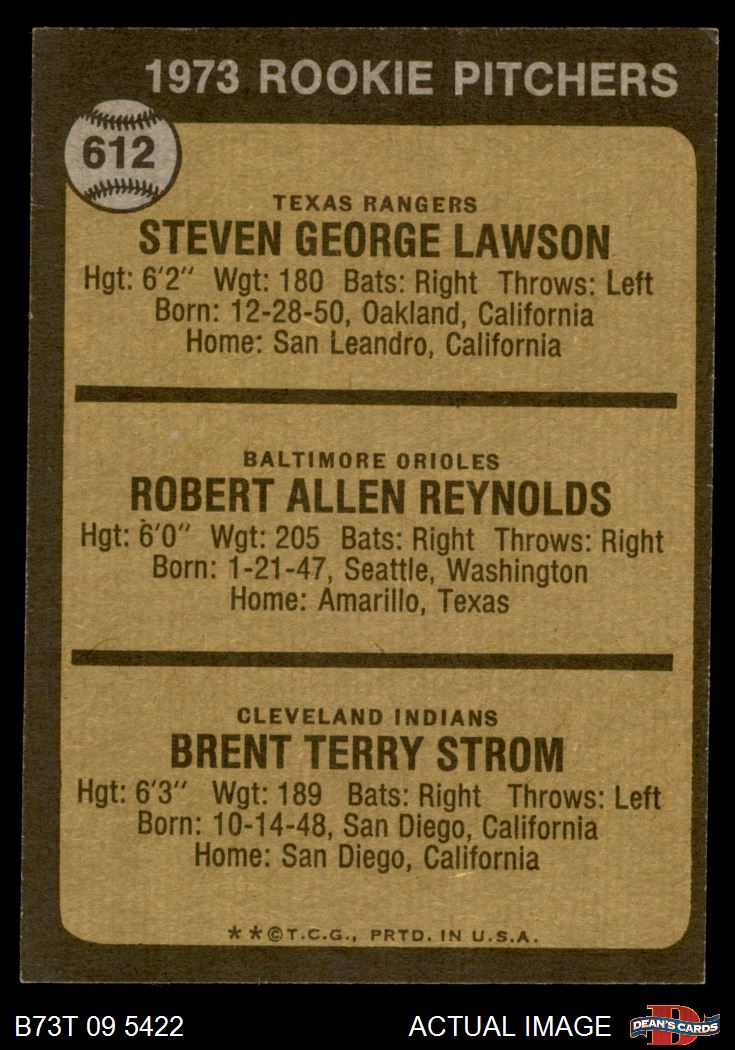 1973 ROOKIE PITCHERS
612
TEXAS RANGERS
STEVEN GEORGE LAWSON
Hgt: 6'2" Wgt: 180 Bats: Right Throws: Left
Born: 12-28-50, Oakland, California
Home: San Leandro, California
BALTIMORE ORIOLES
ROBERT ALLEN REYNOLDS
Hgt: 6'0" Wgt: 205 Bats: Right Throws: Right
Born: 1-21-47, Seattle, Washington
Home: Amarillo, Texas
CLEVELAND INDIANS
BRENT TERRY STROM
Hgt: 6'3" Wgt: 189 Bats: Right Throws: Left
Born: 10-14-48, San Diego, California
Home: San Diego, California
**©T.C.G., PRTD. IN U.S.A.
B73T 09 5422 ACTUAL IMAGE
D
DEAN'S CARDS